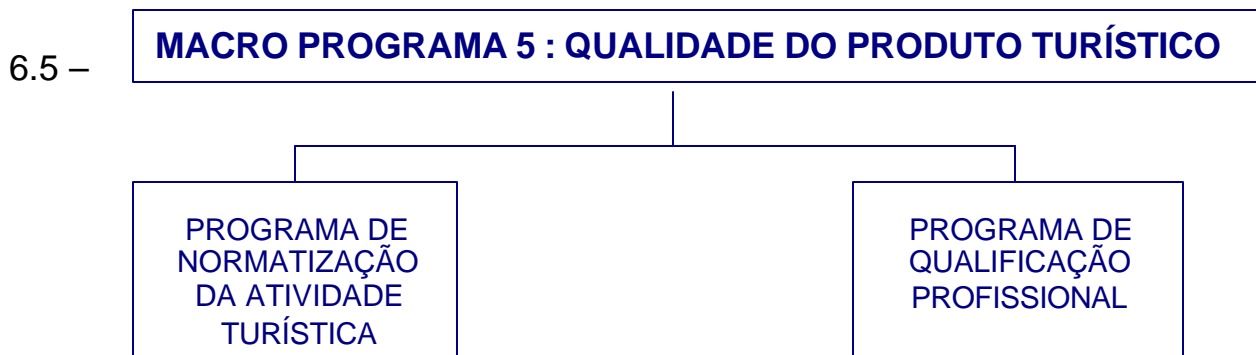 6.5 – MACRO PROGRAMA 5 : QUALIDADE DO PRODUTO TURÍSTICO
PROGRAMA DE
NORMATIZAÇÃO
DA ATIVIDADE
TURÍSTICA
PROGRAMA DE
QUALIFICAÇÃO
PROFISSIONAL